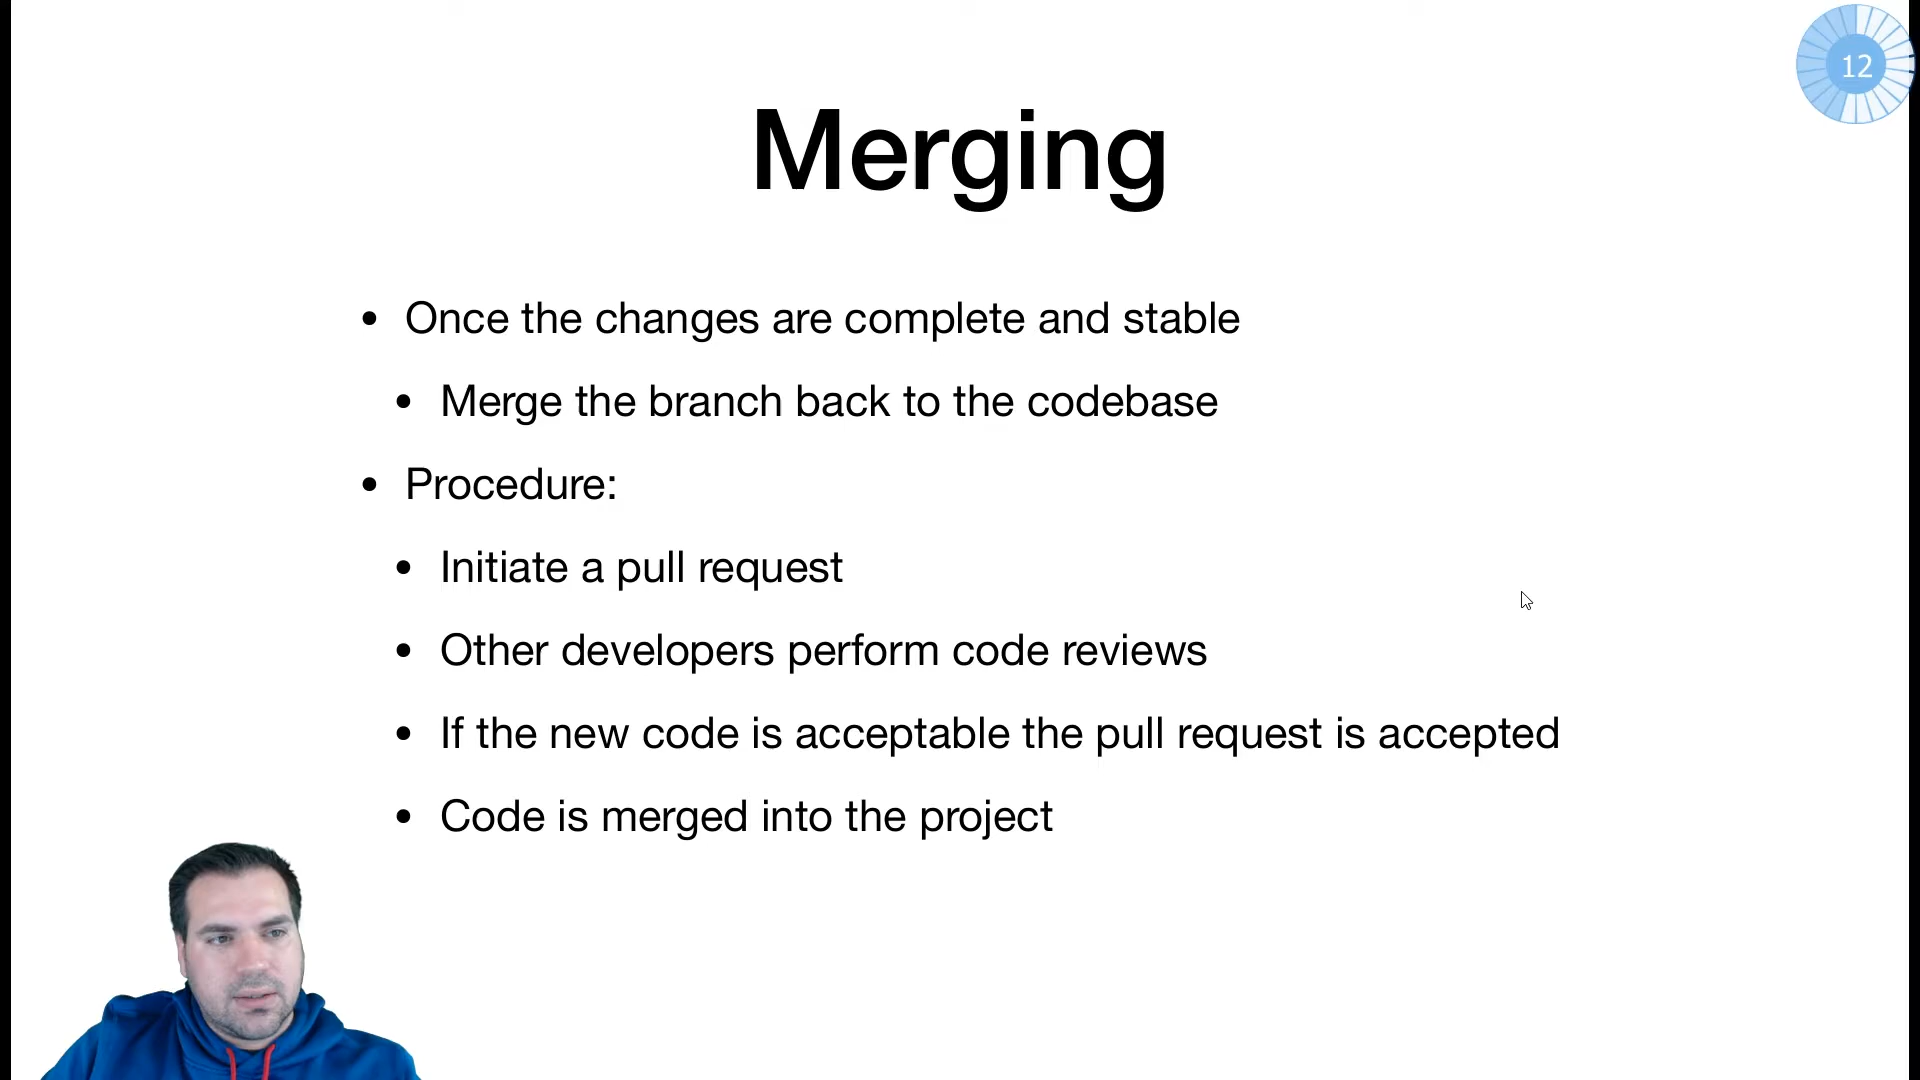 12
Merging
• Once the changes are complete and stable
• Merge the branch back to the codebase
• Procedure:
• Initiate a pull request
• Other developers perform code reviews
• If the new code is acceptable the pull request is accepted
• Code is merged into the project